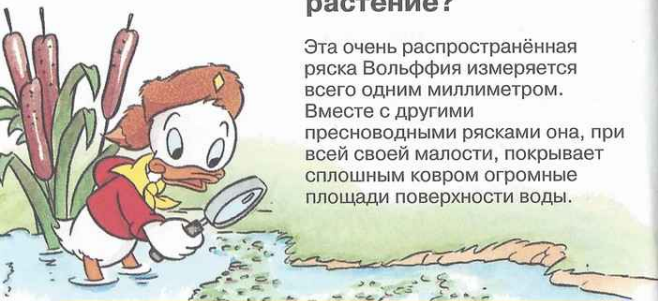 растение?
Эта очень распространённая
ряска Вольффия измеряется
всего одним миллиметром.
Вместе с другими
пресноводными рясками она, при
всей своей малости, покрывает
сплошным ковром огромные
площади поверхности воды.